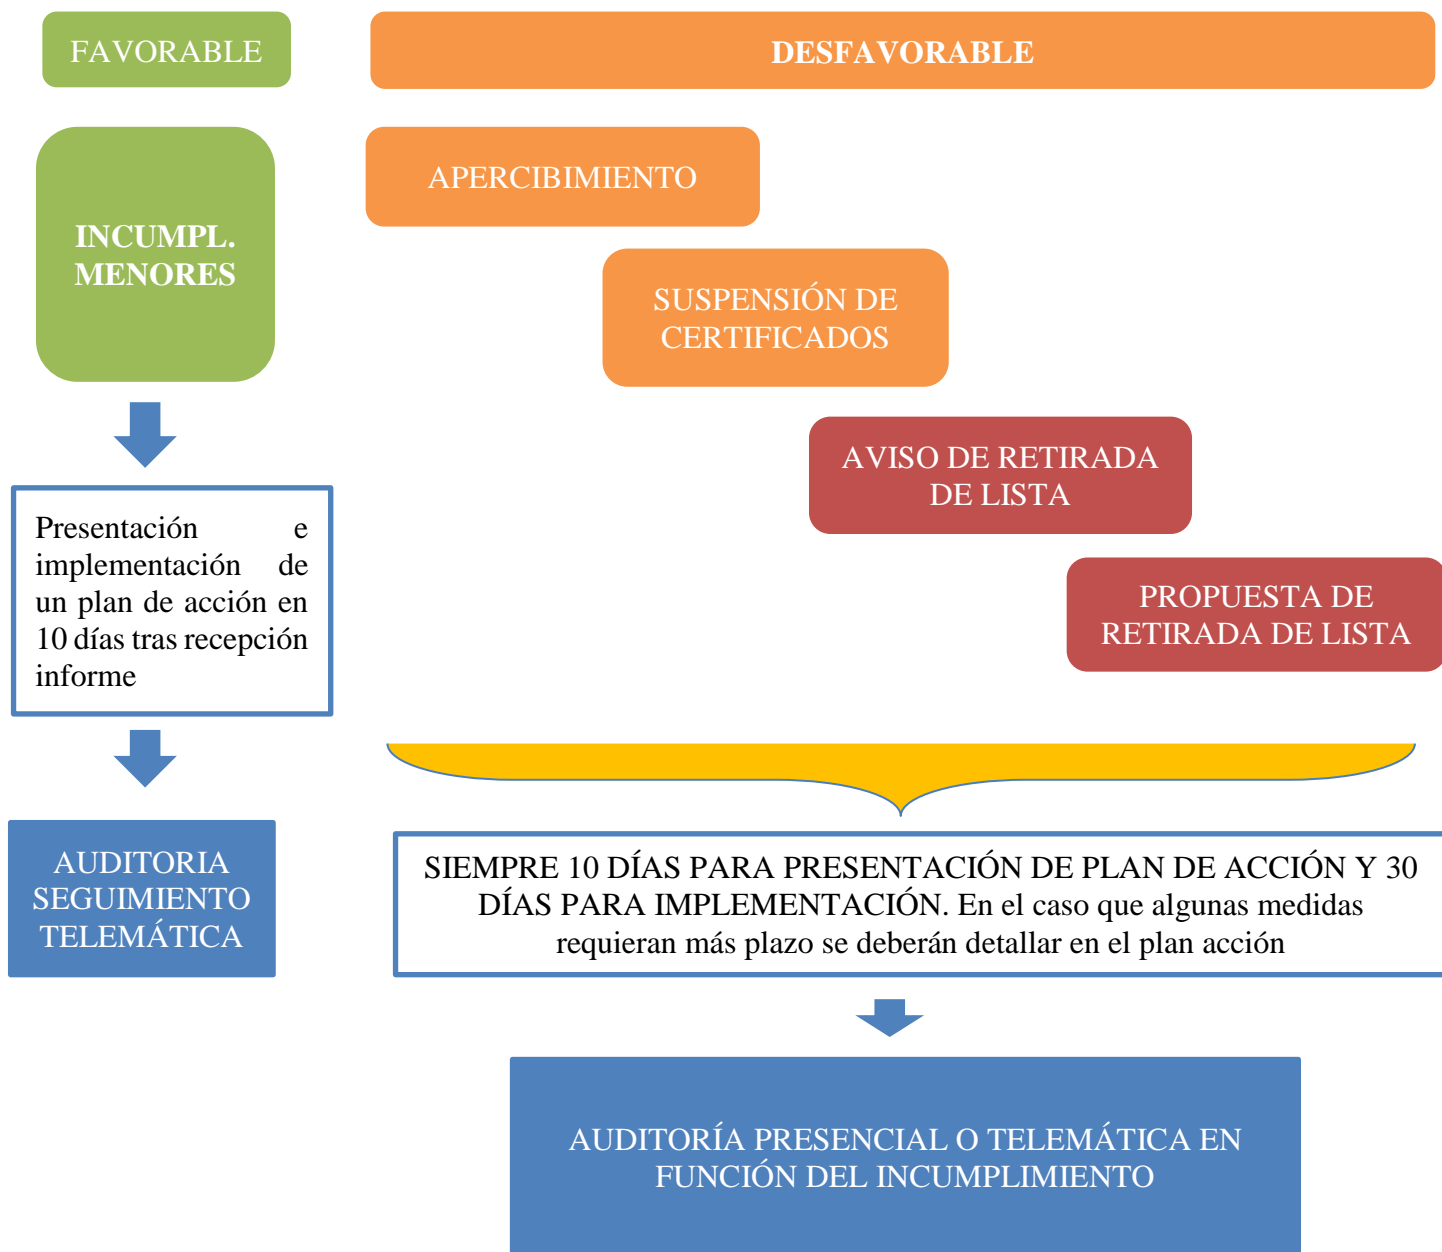 FAVORABLE
DESFAVORABLE
INCUMPL.
MENORES
APERCIBIMIENTO
SUSPENSIÓN DE
CERTIFICADOS
AVISO DE RETIRADA
DE LISTA
PROPUESTA DE
RETIRADA DE LISTA
Presentación e
implementación de
un plan de acción en
10 días tras recepción
informe
AUDITORIA
SEGUIMIENTO
TELEMÁTICA
SIEMPRE 10 DÍAS PARA PRESENTACIÓN DE PLAN DE ACCIÓN Y 30
DÍAS PARA IMPLEMENTACIÓN. En el caso que algunas medidas
requieran más plazo se deberán detallar en el plan acción
AUDITORÍA PRESENCIAL O TELEMÁTICA EN
FUNCIÓN DEL INCUMPLIMIENTO